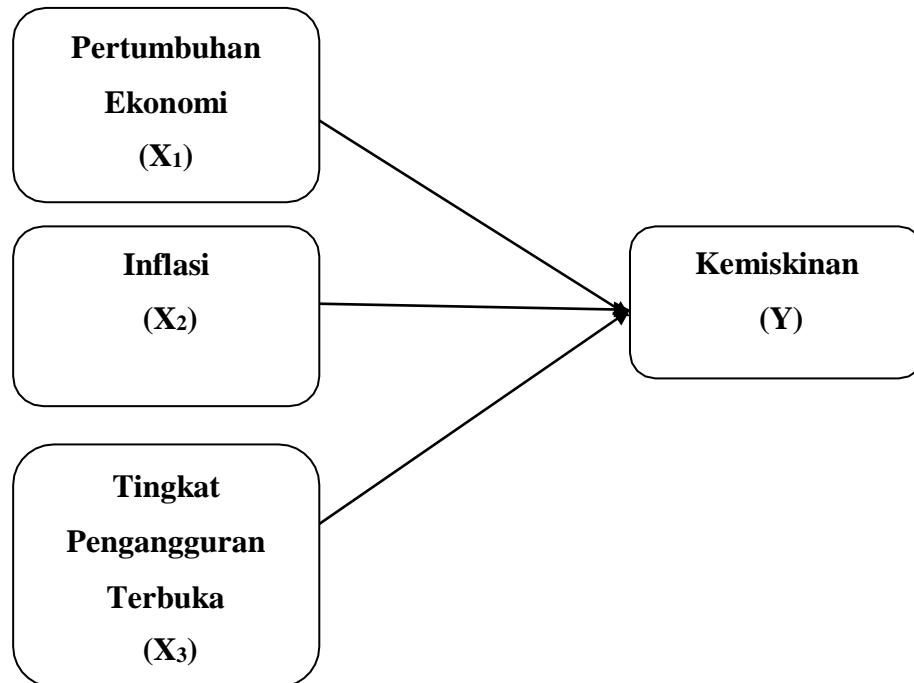 Pertumbuhan
Ekonomi
(X₁)
Inflasi
(X₂)
Kemiskinan
(Y)
Tingkat
Pengangguran
Terbuka
(X₃)